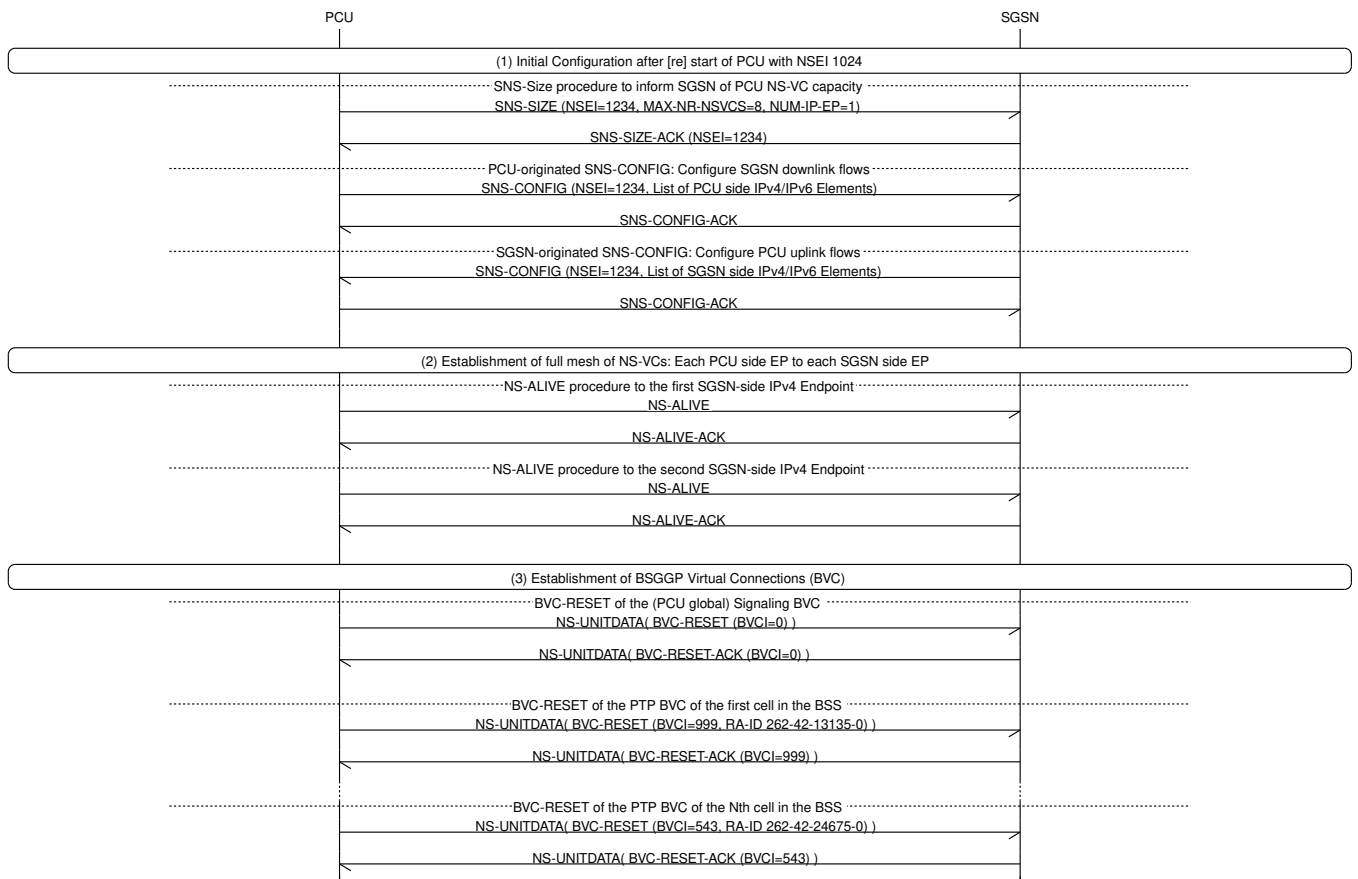 PCU SGSN
(1) Initial Configuration after [re] start of PCU with NSEI 1024
SNS-Size procedure to inform SGSN of PCU NS-VC capacity
SNS-SIZE (NSEI=1234, MAX-NR-NSVCS=8, NUM-IP-EP=1)
SNS-SIZE-ACK (NSEI=1234)
PCU-originated SNS-CONFIG: Configure SGSN downlink flows
SNS-CONFIG (NSEI=1234, List of PCU side IPv4/IPv6 Elements)
SNS-CONFIG-ACK
SGSN-originated SNS-CONFIG: Configure PCU uplink flows
SNS-CONFIG (NSEI=1234, List of SGSN side IPv4/IPv6 Elements)
SNS-CONFIG-ACK
(2) Establishment of full mesh of NS-VCs: Each PCU side EP to each SGSN side EP
NS-ALIVE procedure to the first SGSN-side IPv4 Endpoint
NS-ALIVE
NS-ALIVE-ACK
NS-ALIVE procedure to the second SGSN-side IPv4 Endpoint
NS-ALIVE
NS-ALIVE-ACK
(3) Establishment of BSGGP Virtual Connections (BVC)
BVC-RESET of the (PCU global) Signaling BVC
NS-UNITDATA( BVC-RESET (BVCI=0) )
NS-UNITDATA( BVC-RESET-ACK (BVCI=0) )
BVC-RESET of the PTP BVC of the first cell in the BSS
NS-UNITDATA( BVC-RESET (BVCI=999, RA-ID 262-42-13135-0) )
NS-UNITDATA( BVC-RESET-ACK (BVCI=999) )
BVC-RESET of the PTP BVC of the Nth cell in the BSS
NS-UNITDATA( BVC-RESET (BVCI=543, RA-ID 262-42-24675-0) )
NS-UNITDATA( BVC-RESET-ACK (BVCI=543) )